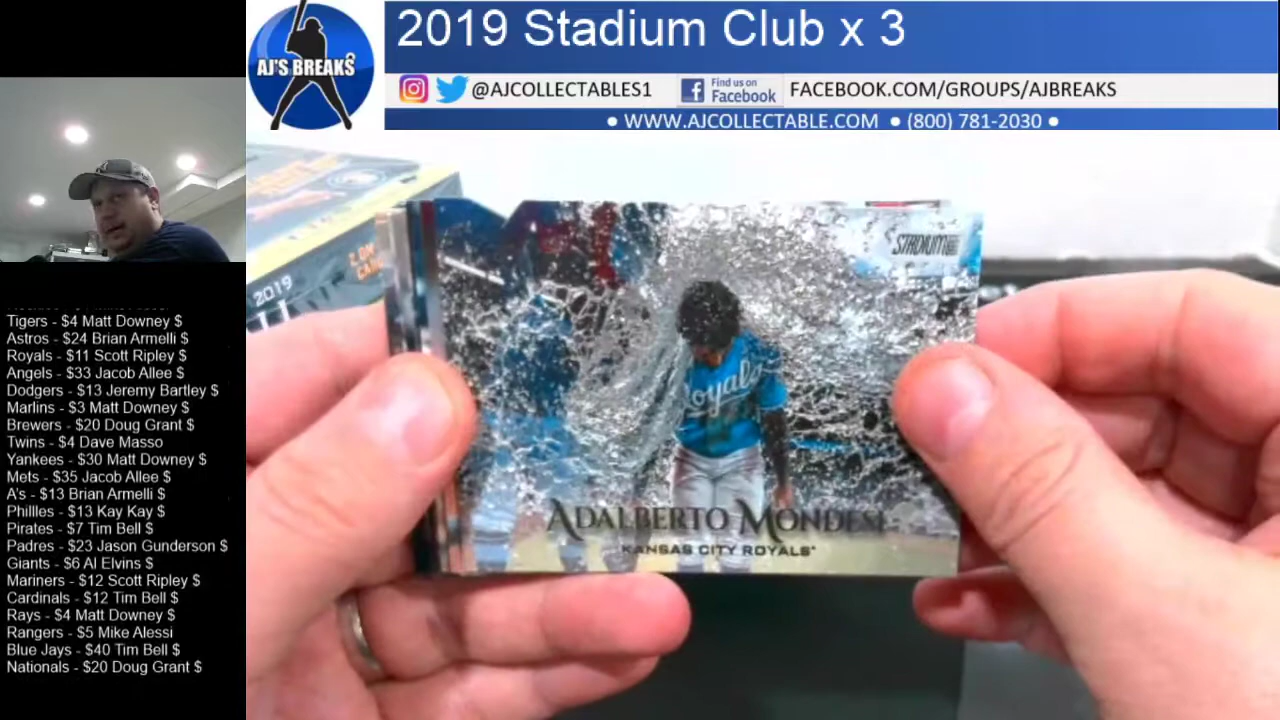 2019 Stadium Club x 3
AJ'S BREAKS
@AJCOLLECTABLES1
Find us on
Facebook
FACEBOOK.COM/GROUPS/AJBREAKS
• WWW.AJCOLLECTABLE.COM • (800) 781-2030 •
Tigers - $4 Matt Downey $
Astros - $24 Brian Armelli $
Royals - $11 Scott Ripley $
Angels - $33 Jacob Allee $
Dodgers - $13 Jeremy Bartley $
Marlins - $3 Matt Downey $
Brewers - $20 Doug Grant $
Twins - $4 Dave Masso
Yankees - $30 Matt Downey $
Mets - $35 Jacob Allee $
A's - $13 Brian Armelli $
Phillles - $13 Kay Kay $
Pirates - $7 Tim Bell $
Padres - $23 Jason Gunderson $
Giants - $6 Al Elvins $
Mariners - $12 Scott Ripley $
Cardinals - $12 Tim Bell $
Rays - $4 Matt Downey $
Rangers - $5 Mike Alessi
Blue Jays - $40 Tim Bell $
Nationals - $20 Doug Grant $
2019
STADIUM
Royals
ADALBERTO MONDESI
KANSAS CITY ROYALS